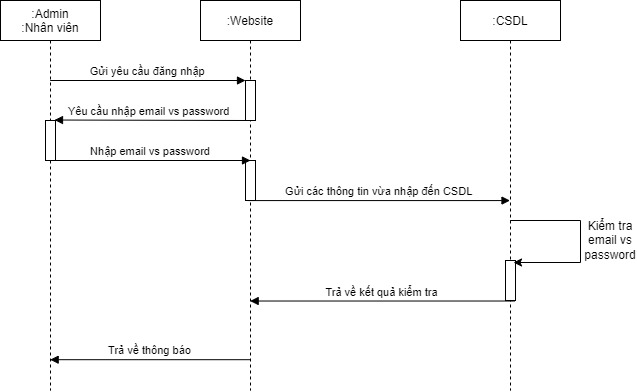 :Admin
:Nhân viên
:Website
:CSDL
Gửi yêu cầu đăng nhập
Yêu cầu nhập email vs password
Nhập email vs password
Gửi các thông tin vừa nhập đến CSDL
Kiểm tra
email vs
password
Trả về kết quả kiểm tra
Trả về thông báo